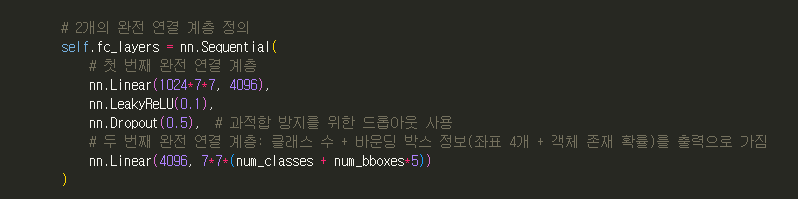 # 2개의 완전 연결 계층 정의
self.fc_layers = nn.Sequential(
# 첫 번째 완전 연결 계층
nn.Linear(1024*7*7, 4096),
nn.LeakyReLU(0.1),
nn.Dropout(0.5),  # 과적합 방지를 위한 드롭아웃 사용
# 두 번째 완전 연결 계층: 클래스 수 + 바운딩 박스 정보(좌표 4개 + 객체 존재 확률)를 출력으로 가짐
nn.Linear(4096, 7*7*(num_classes + num_bboxes*5))
)